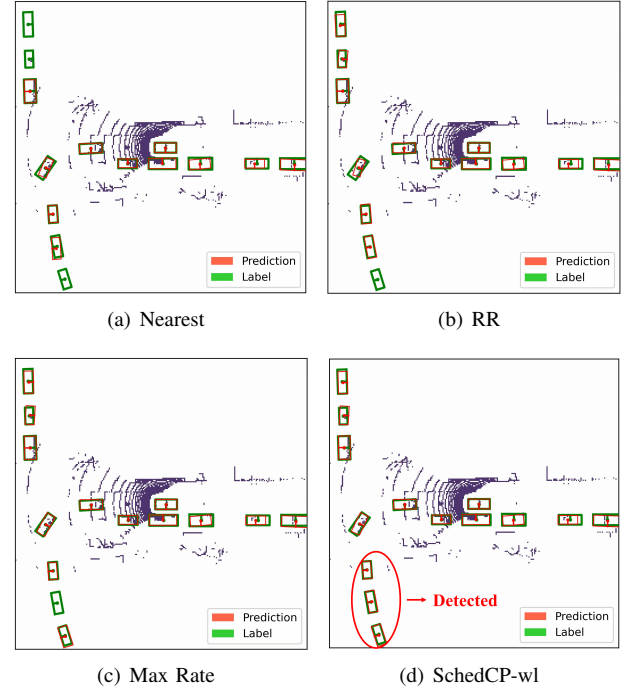 Prediction
Label
(a) Nearest
Prediction
Label
(b) RR
Prediction
Label
(c) Max Rate
Detected
Prediction
Label
(d) SchedCP-wl